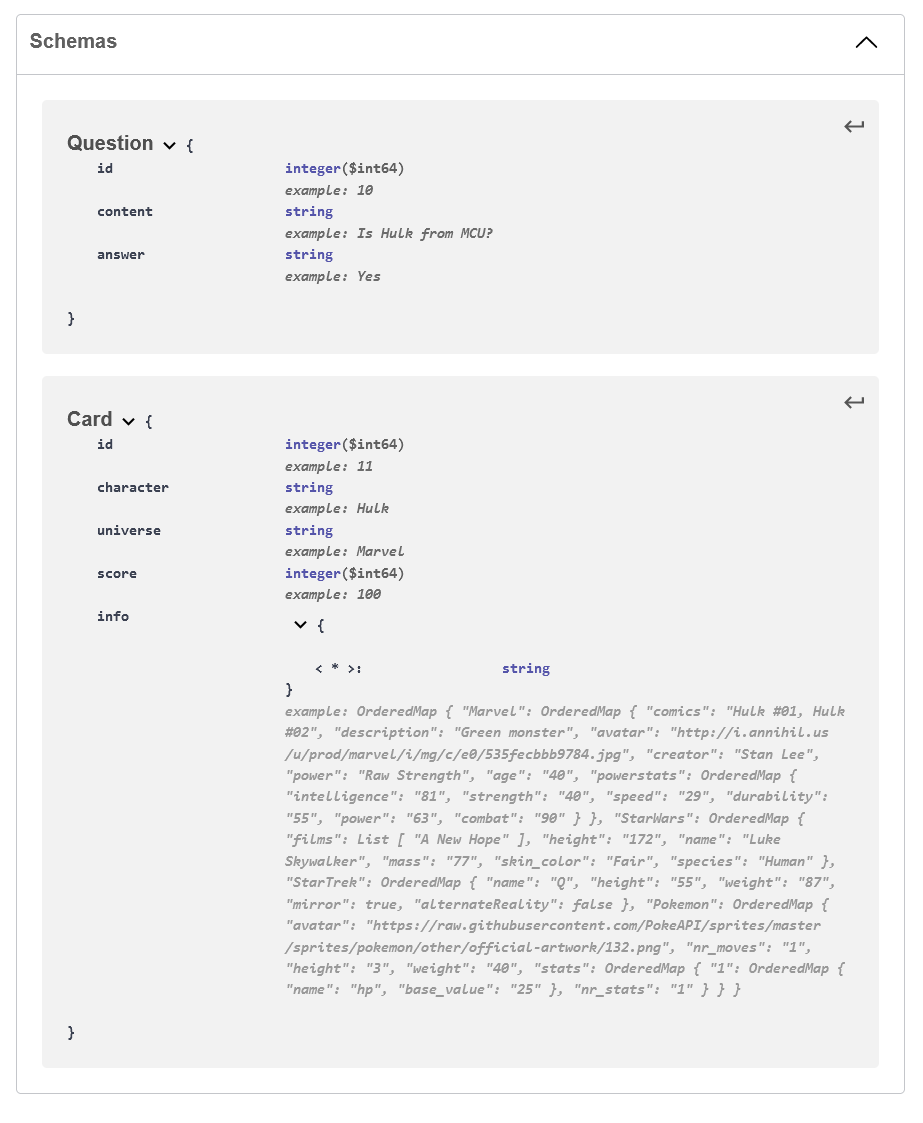 Schemas
Question {
id integer($int64)
example: 10
content string
example: Is Hulk from MCU?
answer string
example: Yes
}
Card {
id integer($int64)
example: 11
character string
example: Hulk
universe string
example: Marvel
score integer($int64)
example: 100
info {
< * >: string
}
example: OrderedMap { "Marvel": OrderedMap { "comics": "Hulk #01, Hulk
#02", "description": "Green monster", "avatar": "http://i.annihil.us
/u/prod/marvel/i/mg/c/e0/535fecbbb9784.jpg", "creator": "Stan Lee",
"power": "Raw Strength", "age": "40", "powerstats": OrderedMap {
"intelligence": "81", "strength": "40", "speed": "29", "durability":
"55", "power": "63", "combat": "90" } }, "StarWars": OrderedMap {
"films": List [ "A New Hope" ], "height": "172", "name": "Luke
Skywalker", "mass": "77", "skin_color": "Fair", "species": "Human" },
"StarTrek": OrderedMap { "name": "Q", "height": "55", "weight": "87",
"mirror": true, "alternateReality": false }, "Pokemon": OrderedMap {
"avatar": "https://raw.githubusercontent.com/PokeAPI/sprites/master
/sprites/pokemon/other/official-artwork/132.png", "nr_moves": "1",
"height": "3", "weight": "40", "stats": OrderedMap { "1": OrderedMap {
"name": "hp", "base_value": "25" }, "nr_stats": "1" } } }
}